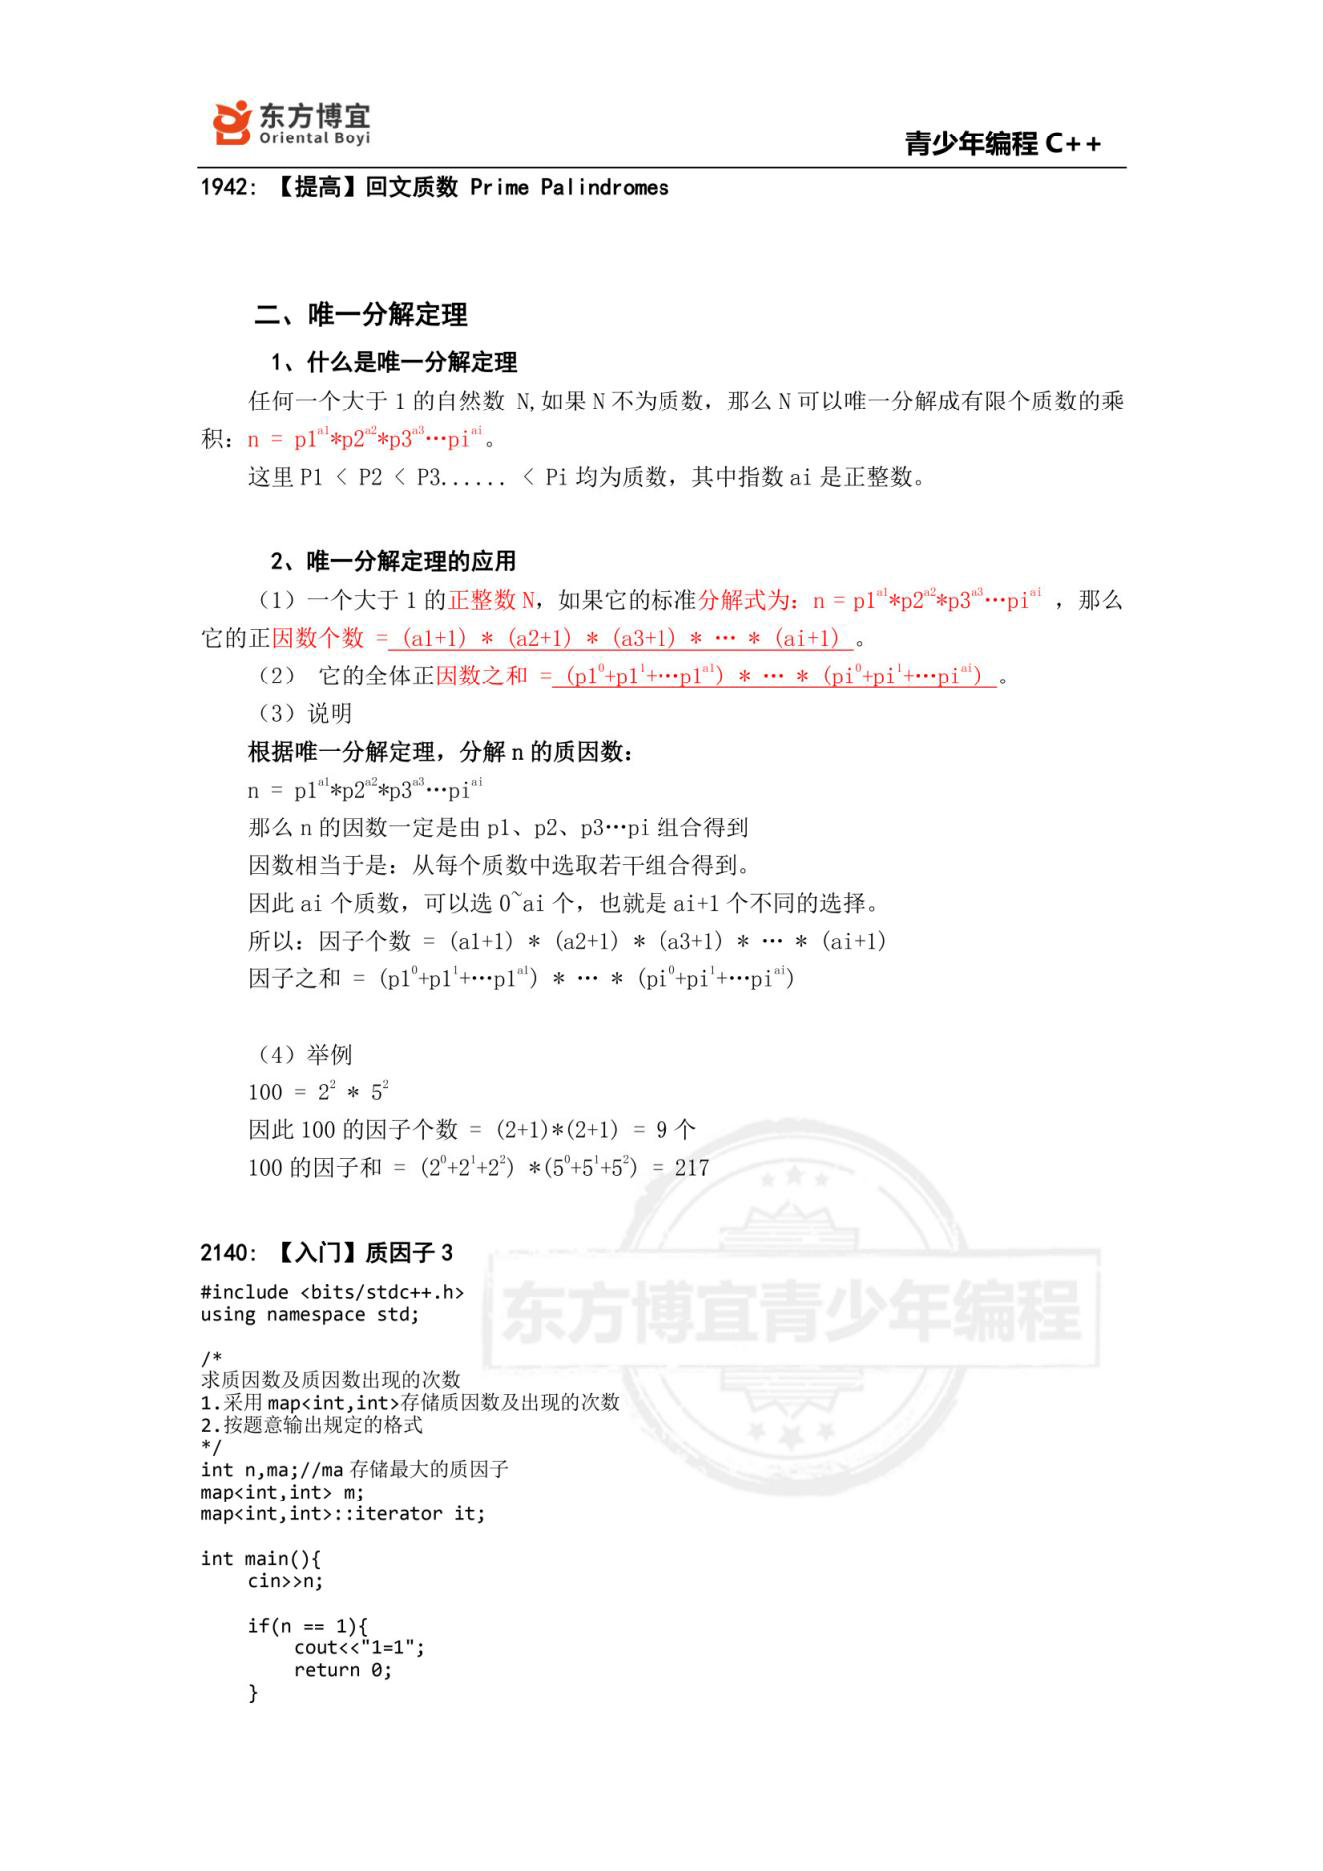 东方博宜
Oriental Boyi
青少年编程 C++
1942: 【提高】回文质数 Prime Palindromes
二、唯一分解定理
1、什么是唯一分解定理
任何一个大于 1 的自然数 N,如果 N 不为质数，那么 N 可以唯一分解成有限个质数的乘
积：n = p1^a1*p2^a2*p3^a3…pi^ai。
这里 P1 < P2 < P3...... < Pi 均为质数，其中指数 ai 是正整数。
2、唯一分解定理的应用
（1）一个大于 1 的正整数 N，如果它的标准分解式为：n = p1^a1*p2^a2*p3^a3…pi^ai ，那么
它的正因数个数 = (a1+1) * (a2+1) * (a3+1) * … * (ai+1) 。
（2） 它的全体正因数之和 = (p1^0+p1^1+…p1^a1) * … * (pi^0+pi^1+…pi^ai) 。
（3）说明
根据唯一分解定理，分解 n 的质因数：
n = p1^a1*p2^a2*p3^a3…pi^ai
那么 n 的因数一定是由 p1、p2、p3…pi 组合得到
因数相当于是：从每个质数中选取若干组合得到。
因此 ai 个质数，可以选 0~ai 个，也就是 ai+1 个不同的选择。
所以：因子个数 = (a1+1) * (a2+1) * (a3+1) * … * (ai+1)
因子之和 = (p1^0+p1^1+…p1^a1) * … * (pi^0+pi^1+…pi^ai)
（4）举例
100 = 2^2 * 5^2
因此 100 的因子个数 = (2+1)*(2+1) = 9 个
100 的因子和 = (2^0+2^1+2^2) *(5^0+5^1+5^2) = 217
2140: 【入门】质因子 3
#include <bits/stdc++.h>
using namespace std;
东方博宜青少年编程
/*
求质因数及质因数出现的次数
1.采用 map<int,int>存储质因数及出现的次数
2.按题意输出规定的格式
*/
int n,ma;//ma 存储最大的质因子
map<int,int> m;
map<int,int>::iterator it;
int main(){
    cin>>n;
    if(n == 1){
        cout<<"1=1";
        return 0;
    }